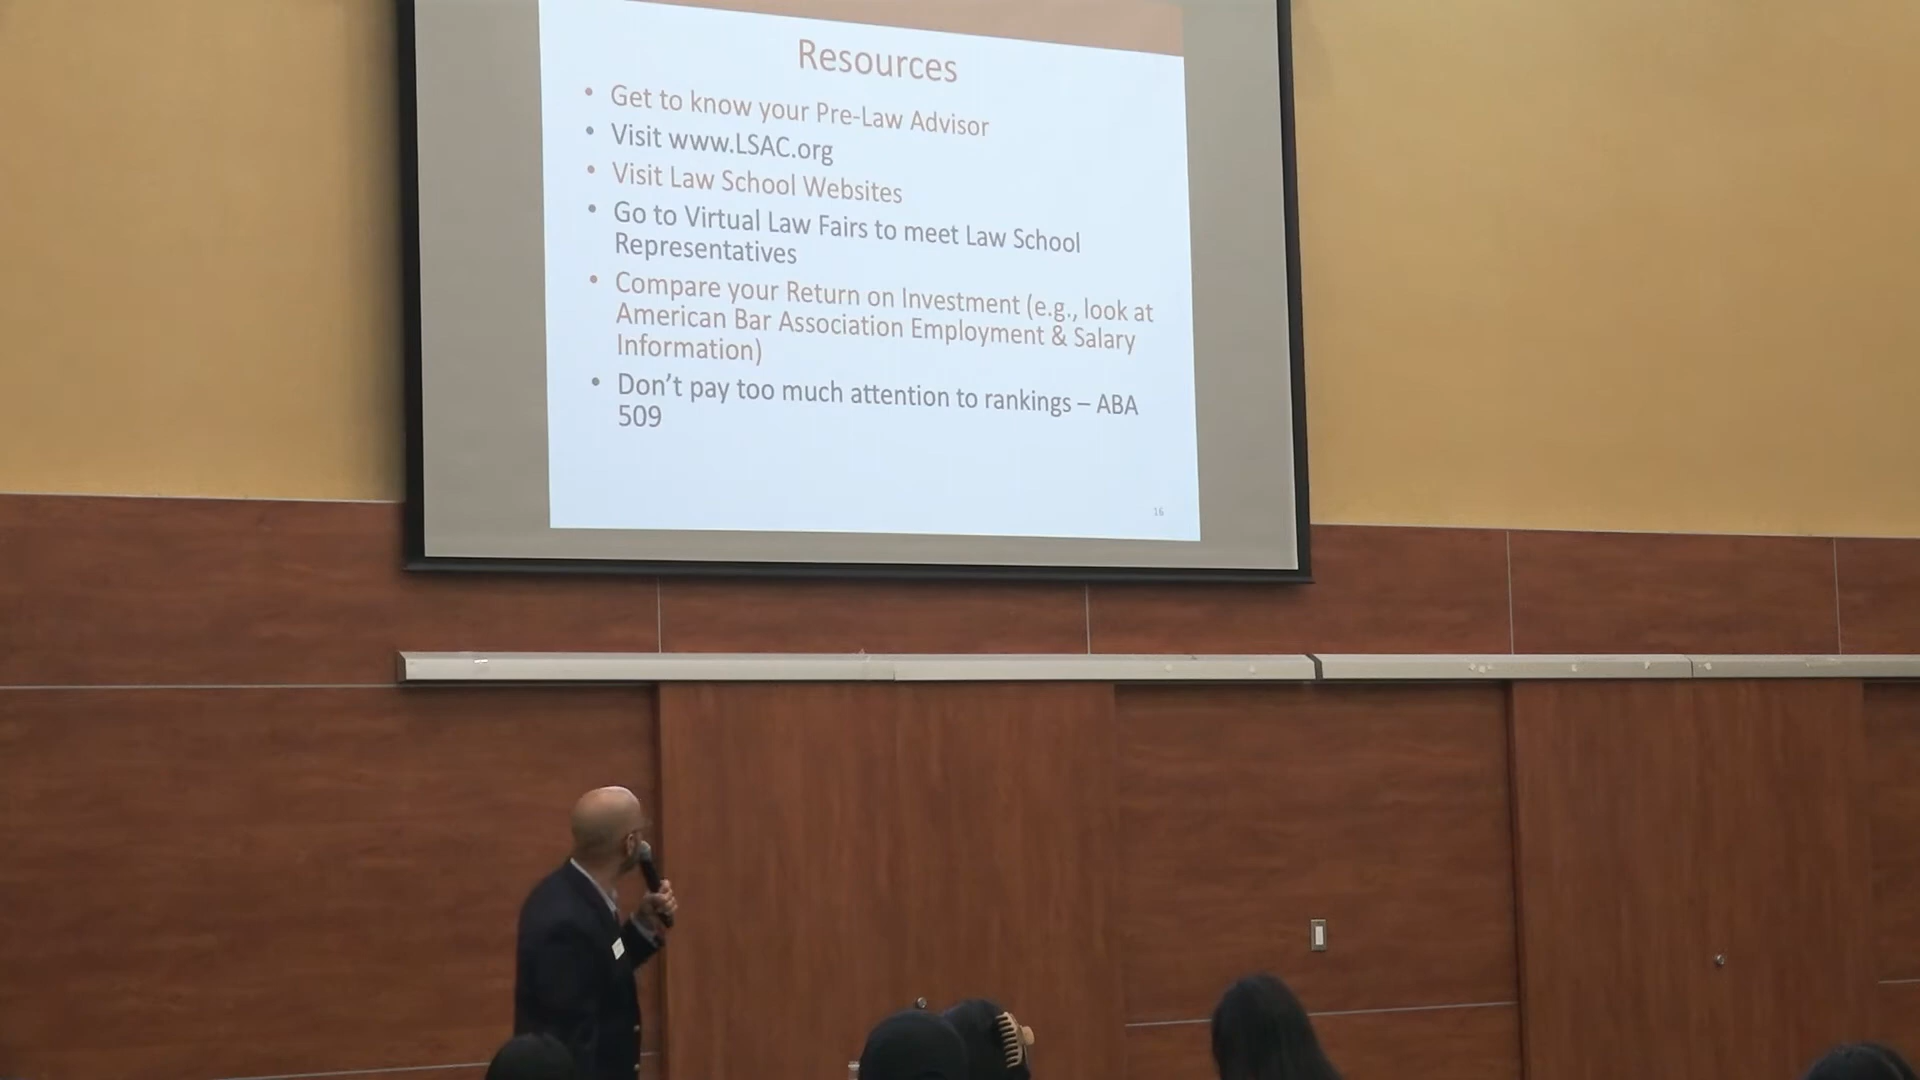 Resources
• Get to know your Pre-Law Advisor
• Visit www.LSAC.org
• Visit Law School Websites
• Go to Virtual Law Fairs to meet Law School
Representatives
• Compare your Return on Investment (e.g., look at
American Bar Association Employment & Salary
Information)
• Don't pay too much attention to rankings – ABA
509
16